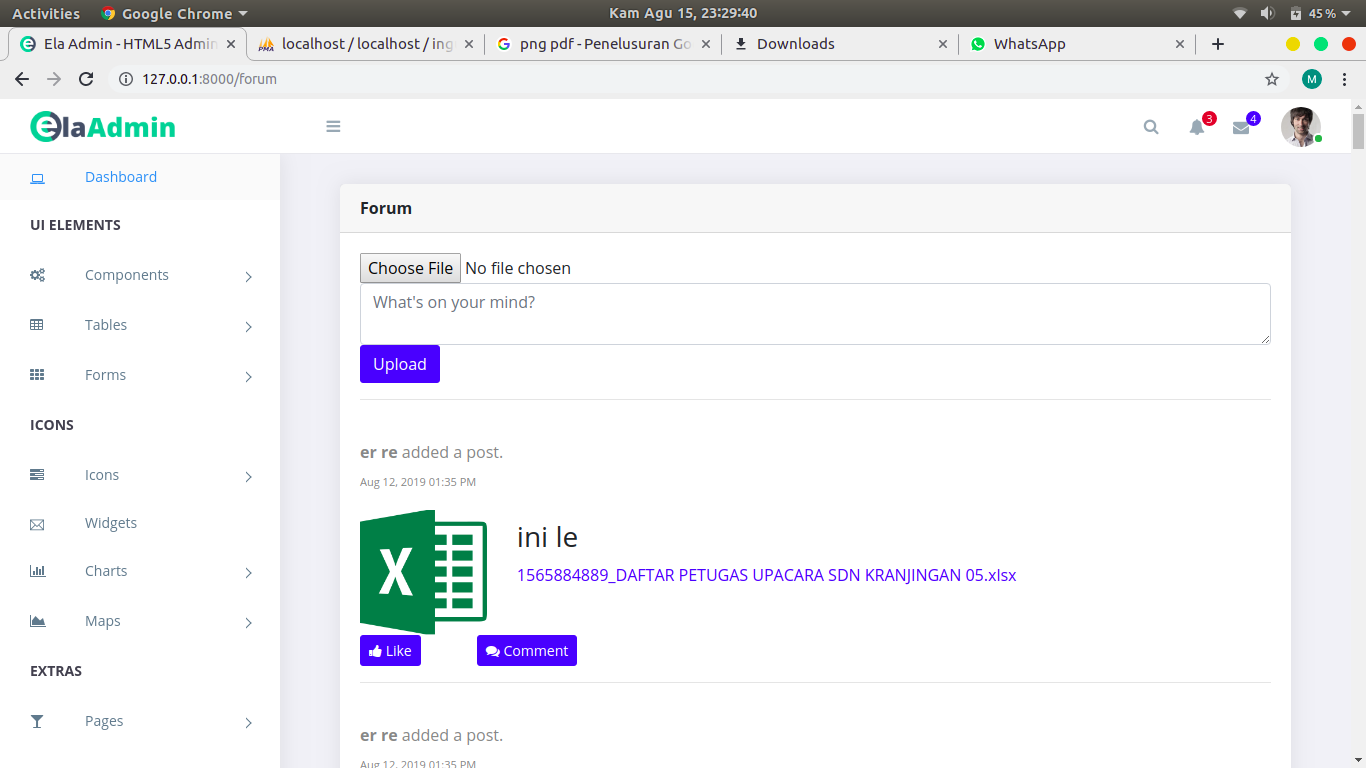 Activities Google Chrome Kam Agu 15, 23:29:40 45%
Ela Admin - HTML5 Admin localhost / localhost / ing png pdf - Penelusuran Go Downloads WhatsApp
127.0.0.1:8000/forum M
elaAdmin 3 4
Dashboard
UI ELEMENTS
Components
Tables
Forms
ICONS
Icons
Widgets
Charts
Maps
EXTRAS
Pages
Forum
Choose File No file chosen
What's on your mind?
Upload
er re added a post.
Aug 12, 2019 01:35 PM
X
ini le
1565884889_DAFTAR PETUGAS UPACARA SDN KRANJINGAN 05.xlsx
Like Comment
er re added a post.
Aug 12, 2019 01:35 PM